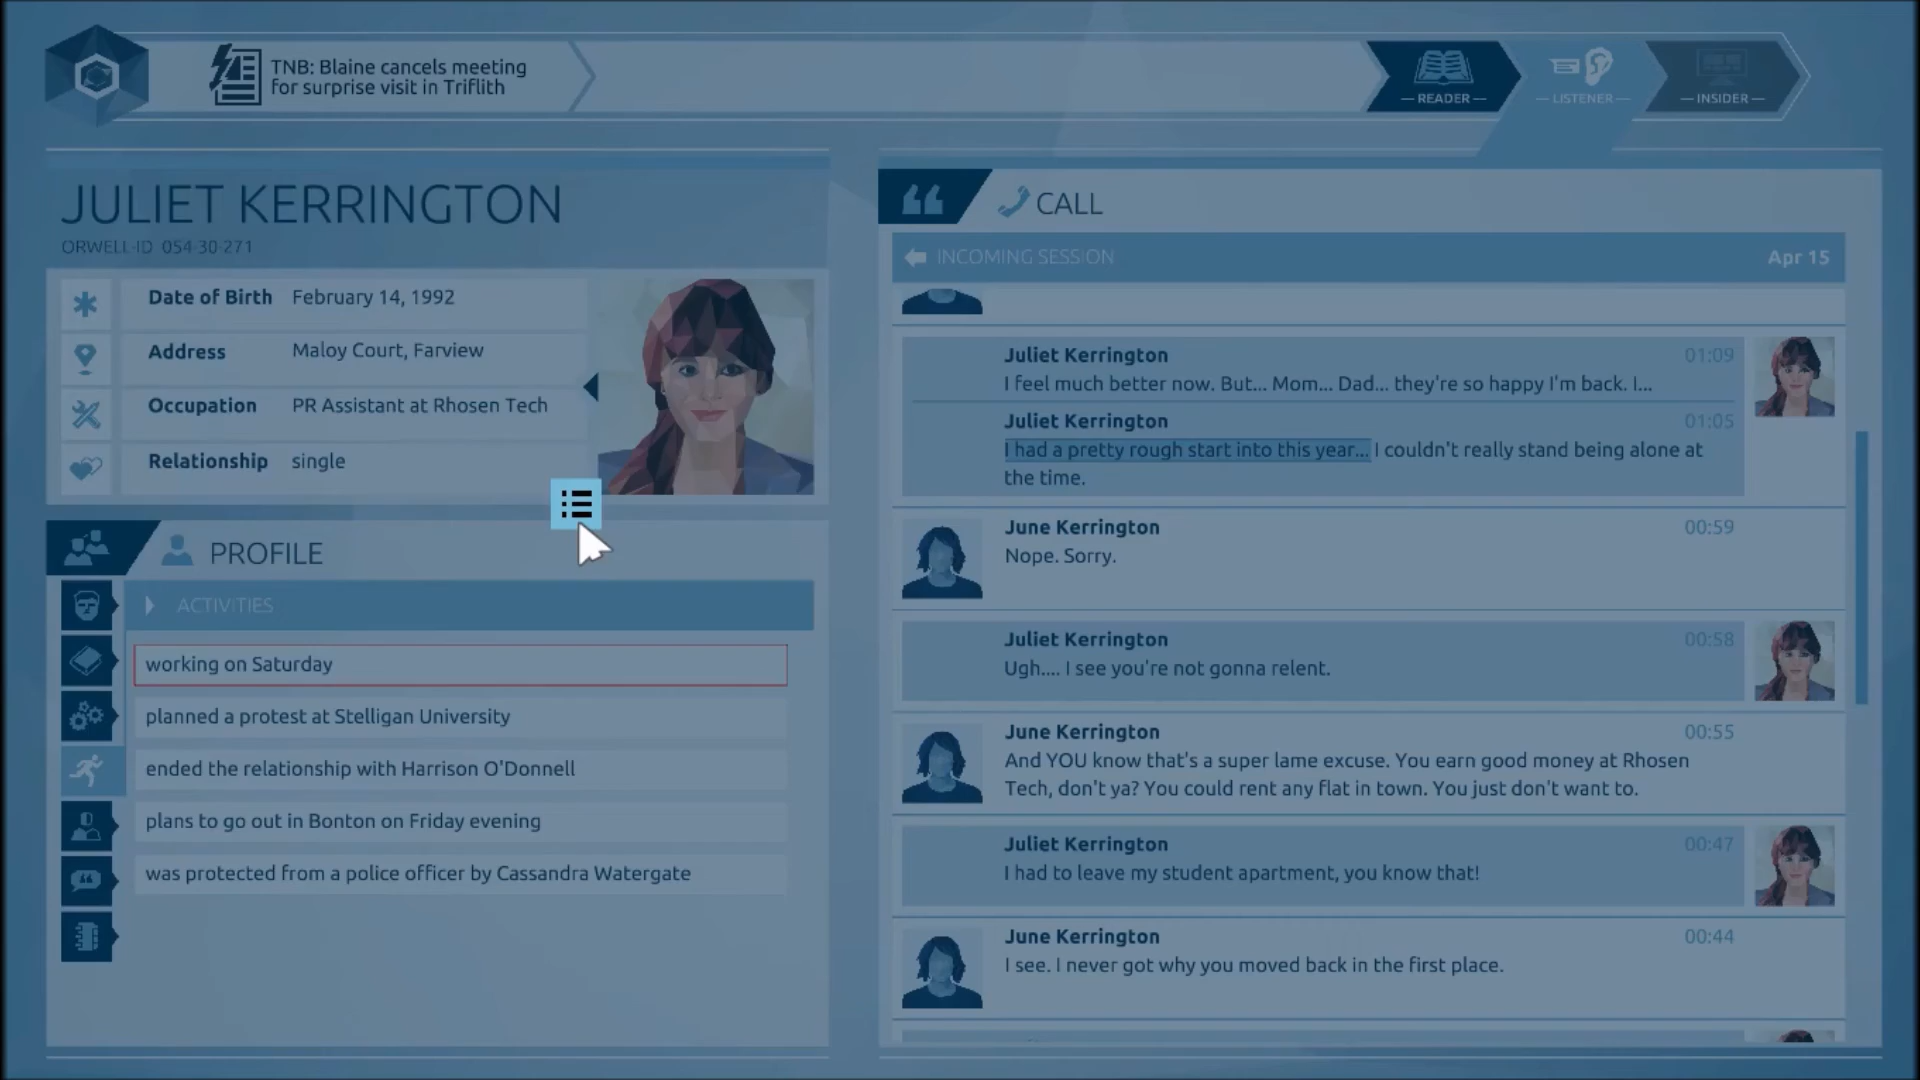 TNB: Blaine cancels meeting
for surprise visit in Triflith
— READER —
— LISTENER —
— INSIDER —
JULIET KERRINGTON
ORWELL-ID 054-30-271
Date of Birth February 14, 1992
Address Maloy Court, Farview
Occupation PR Assistant at Rhosen Tech
Relationship single
PROFILE
ACTIVITIES
working on Saturday
planned a protest at Stelligan University
ended the relationship with Harrison O'Donnell
plans to go out in Bonton on Friday evening
was protected from a police officer by Cassandra Watergate
CALL
INCOMING SESSION Apr 15
Juliet Kerrington 01:09
I feel much better now. But... Mom... Dad... they're so happy I'm back. I...
Juliet Kerrington 01:05
I had a pretty rough start into this year... I couldn't really stand being alone at
the time.
June Kerrington 00:59
Nope. Sorry.
Juliet Kerrington 00:58
Ugh.... I see you're not gonna relent.
June Kerrington 00:55
And YOU know that's a super lame excuse. You earn good money at Rhosen
Tech, don't ya? You could rent any flat in town. You just don't want to.
Juliet Kerrington 00:47
I had to leave my student apartment, you know that!
June Kerrington 00:44
I see. I never got why you moved back in the first place.